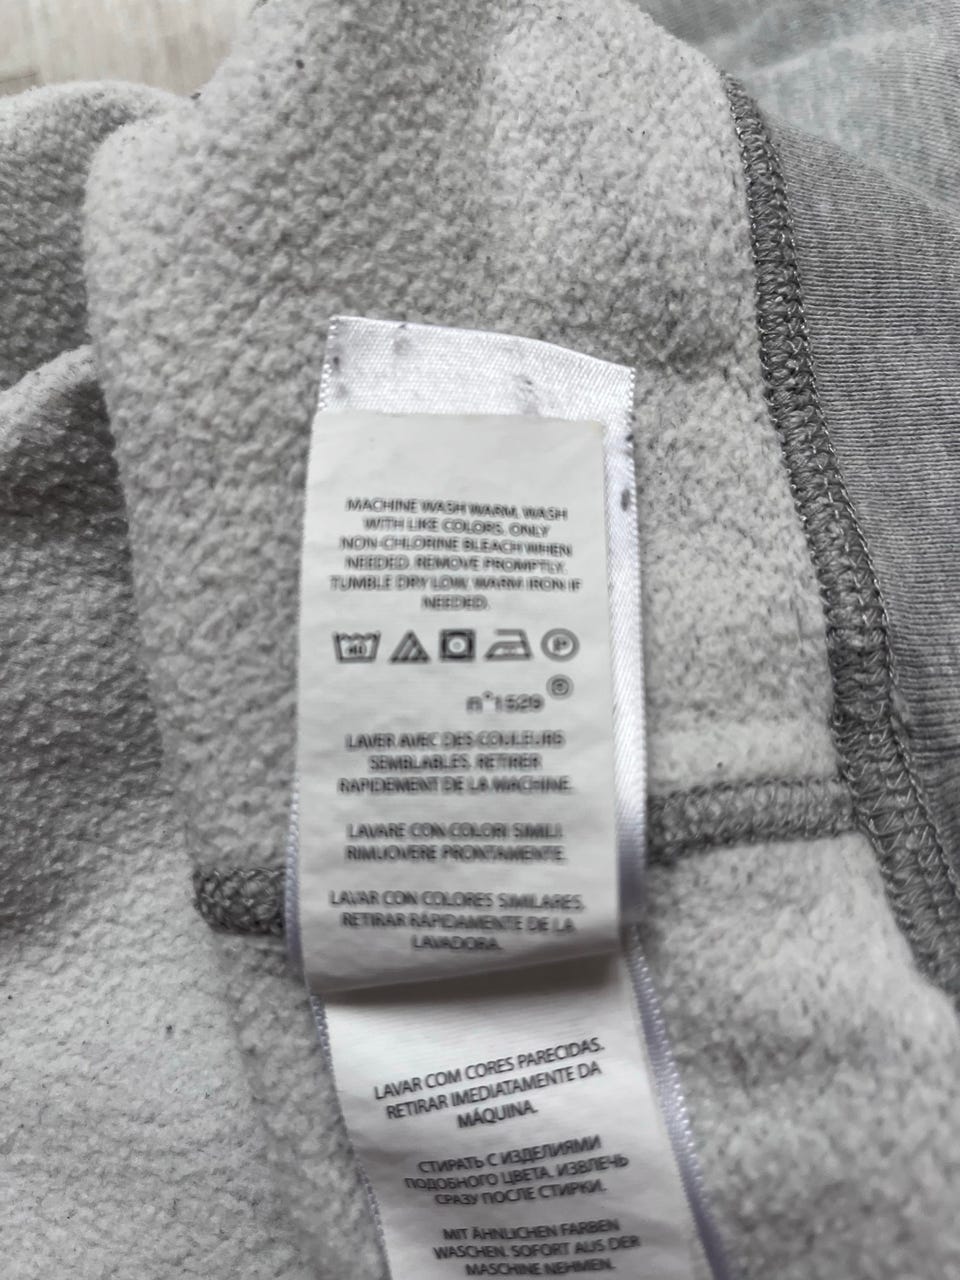 MACHINE WASH WARM, WASH
WITH LIKE COLORS, ONLY
NON-CHLORINE BLEACH WHEN
NEEDED. REMOVE PROMPTLY.
TUMBLE DRY LOW, WARM IRON IF
NEEDED.
40
P
n°1529 ©
LAVER AVEC DES COULEURS
SEMBLABLES. RETIRER
RAPIDEMENT DE LA MACHINE.
LAVARE CON COLORI SIMILI.
RIMUOVERE PRONTAMENTE.
LAVAR CON COLORES SIMILARES.
RETIRAR RAPIDAMENTE DE LA
LAVADORA.
LAVAR COM CORES PARECIDAS.
RETIRAR IMEDIATAMENTE DA
MÁQUINA.
СТИРАТЬ С ИЗДЕЛИЯМИ
ПОДОБНОГО ЦВЕТА. ИЗВЛЕЧЬ
СРАЗУ ПОСЛЕ СТИРКИ.
MIT ÄHNLICHEN FARBEN
WASCHEN. SOFORT AUS DER
MASCHINE NEHMEN.